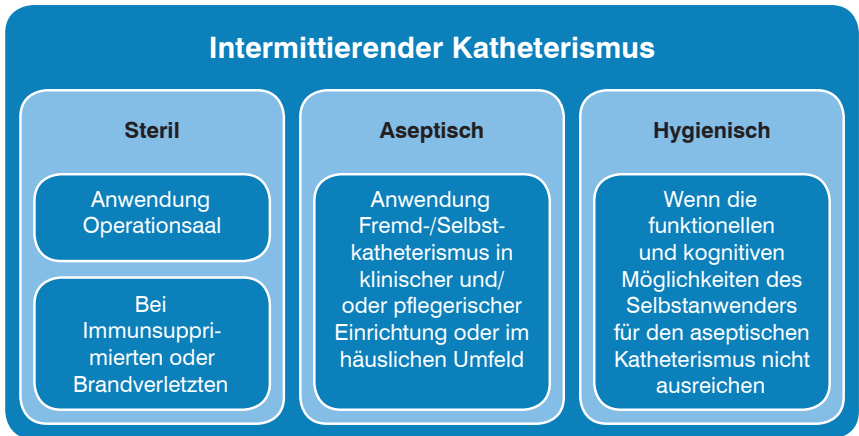 Intermittierender Katheterismus
Steril
Anwendung
Operationsaal
Bei
Immunsuppri-
mierten oder
Brandverletzten
Aseptisch
Anwendung
Fremd-/Selbst-
katheterismus in
klinischer und/
oder pflegerischer
Einrichtung oder im
häuslichen Umfeld
Hygienisch
Wenn die
funktionellen
und kognitiven
Möglichkeiten des
Selbstanwenders
für den aseptischen
Katheterismus nicht
ausreichen